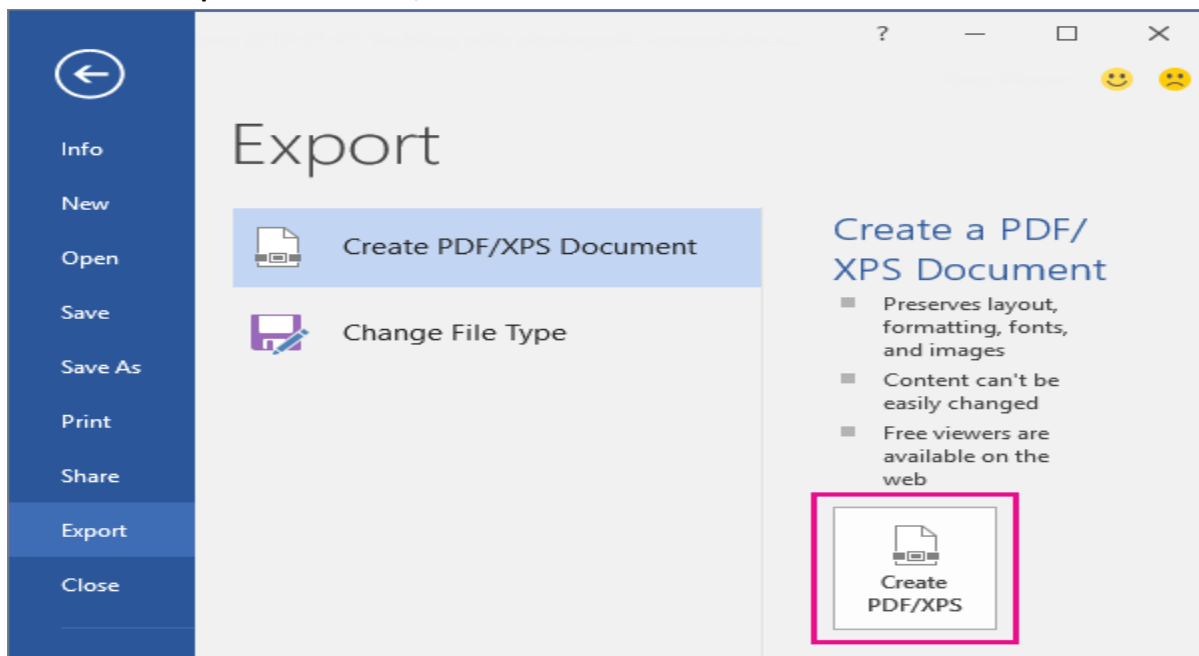 ?
Info
Export
New
Open
Create PDF/XPS Document
Create a PDF/
XPS Document
Save
Change File Type
Preserves layout,
formatting, fonts,
and images
Save As
Content can't be
easily changed
Print
Free viewers are
available on the
web
Share
Export
Close
Create
PDF/XPS